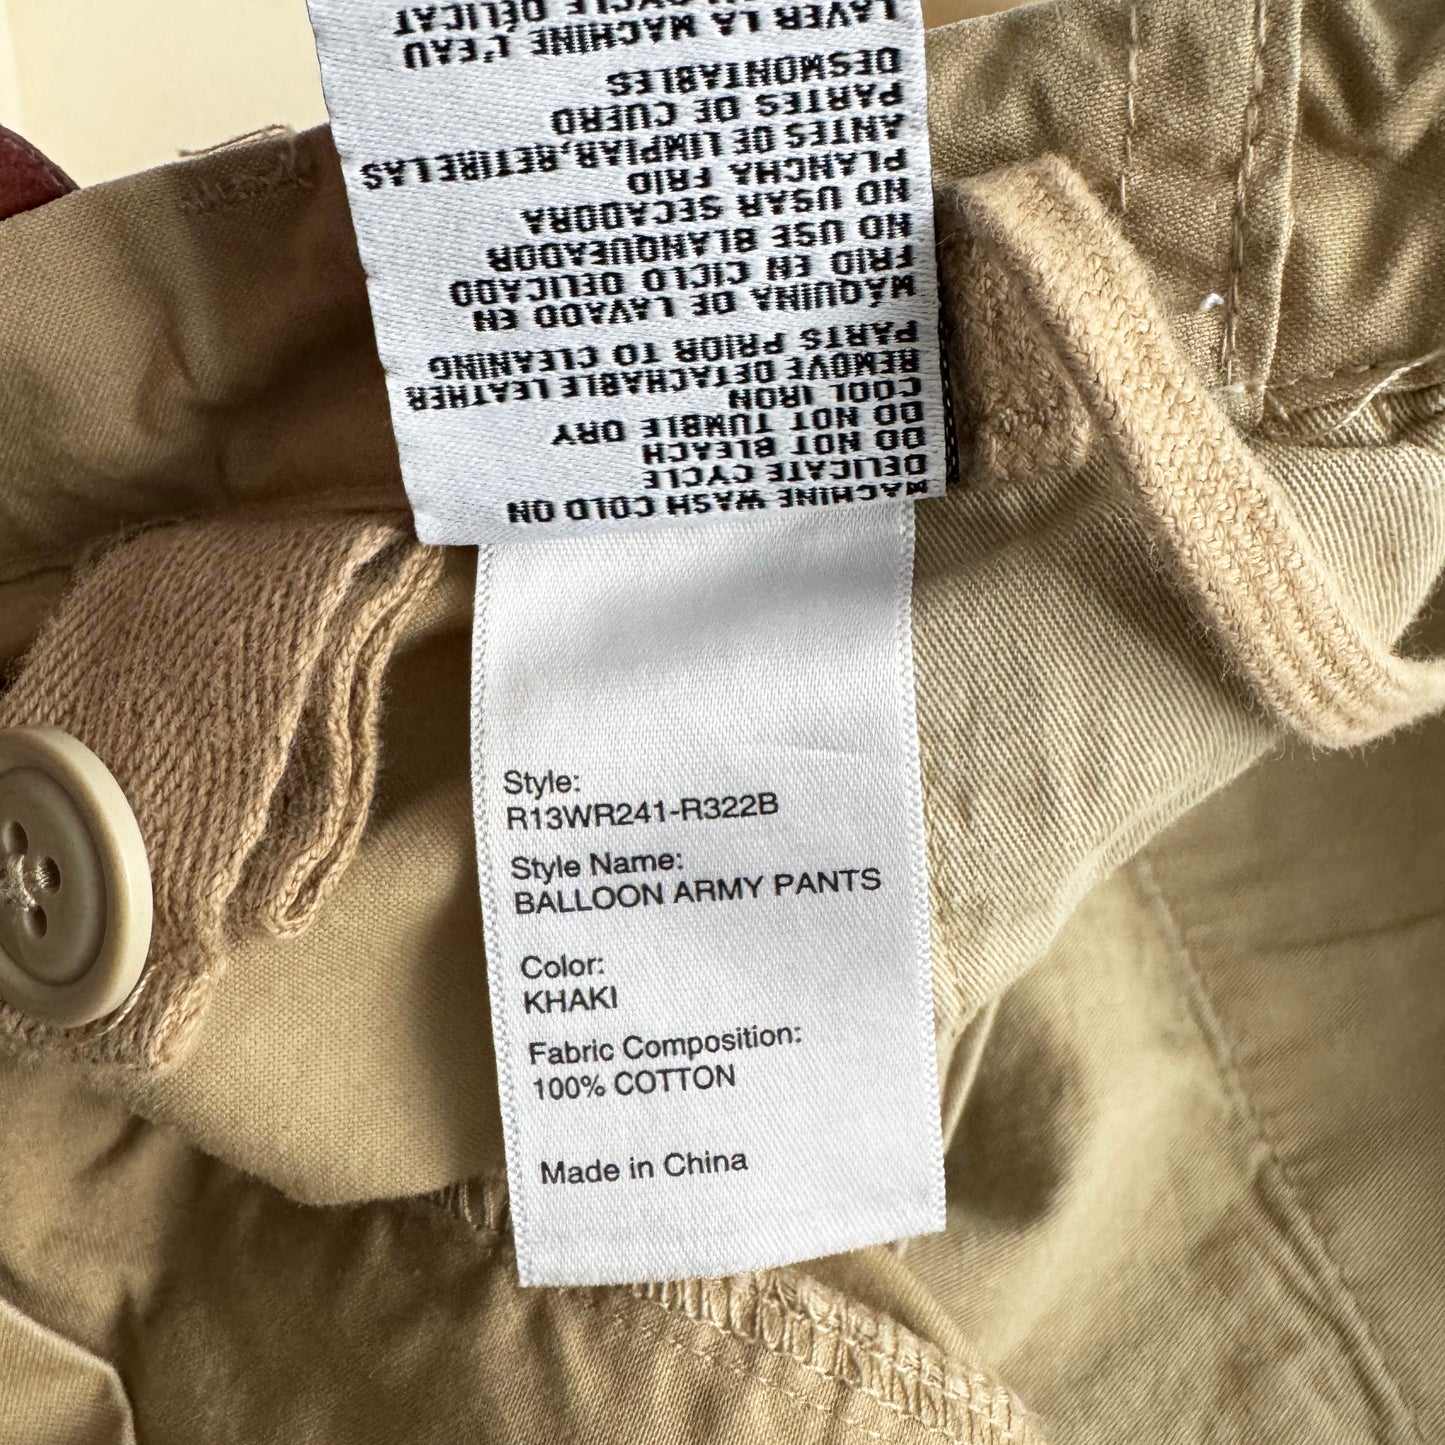 MACHINE WASH COLD ON
DELICATE CYCLE
DO NOT BLEACH
DO NOT TUMBLE DRY
COOL IRON
REMOVE DETACHABLE LEATHER
PARTS PRIOR TO CLEANING
MÁQUINA DE LAVADO EN
FRIO EN CICLO DELICADO
NO USE BLANQUEADOR
NO USAR SECADORA
PLANCHA FRIO
ANTES DE LIMPIAR,RETIRELAS
PARTES DE CUERO
DESMONTABLES
LAVER LA MACHINE L'EAU
CYCLE DÉLICAT
Style:
R13WR241-R322B
Style Name:
BALLOON ARMY PANTS
Color:
KHAKI
Fabric Composition:
100% COTTON
Made in China